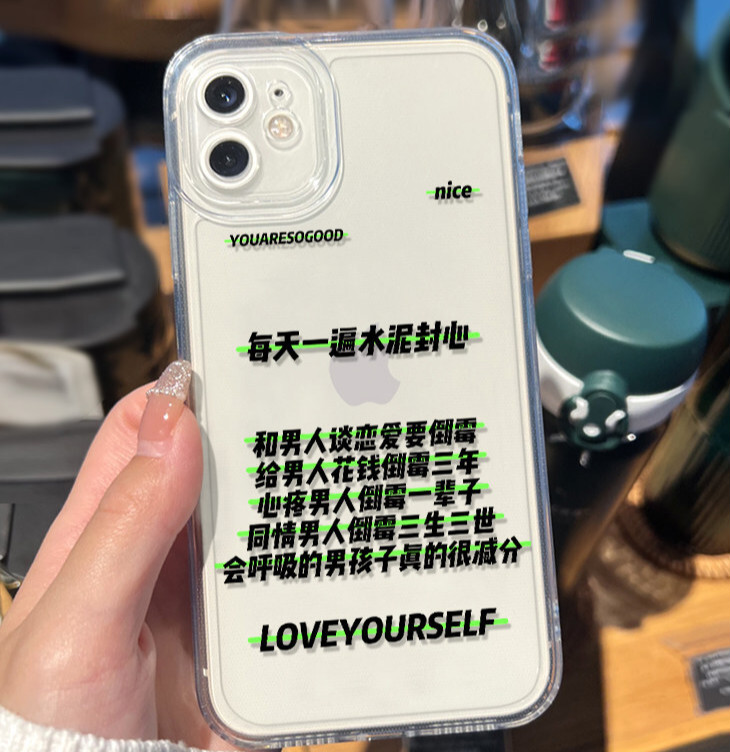 nice
YOUARESOGOOD
每天一遍水泥封心
和男人谈恋爱要倒霉
给男人花钱倒霉三年
心疼男人倒霉一辈子
同情男人倒霉三生三世
会呼吸的男孩子真的很减分
LOVEYOURSELF